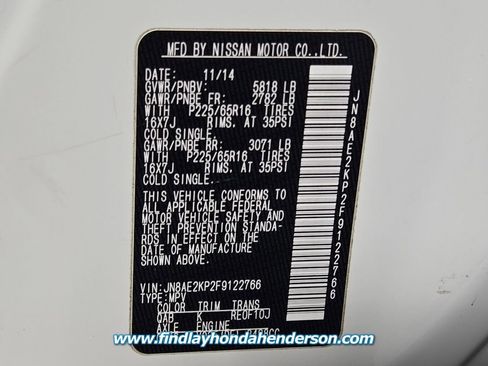 MFD BY NISSAN MOTOR CO.,LTD.
DATE: 11/14
GVWR/PNBV: 5818 LB
GAWR/PNBE FR: 2782 LB
WITH P225/65R16 TIRES
16X7J RIMS. AT 35PSI
COLD SINGLE.
GAWR/PNBE RR: 3071 LB
WITH P225/65R16 TIRES
16X7J RIMS. AT 35PSI
COLD SINGLE.
THIS VEHICLE CONFORMS TO
ALL APPLICABLE FEDERAL
MOTOR VEHICLE SAFETY AND
THEFT PREVENTION STANDA-
RDS IN EFFECT ON THE
DATE OF MANUFACTURE
SHOWN ABOVE.
VIN: JN8AE2KP2F9122766
TYPE: MPV
COLOR TRIM TRANS
QAB K RE0F10J
AXLE ENGINE
www.findlayhondahenderson.com
JN8AE2KP2F9122766